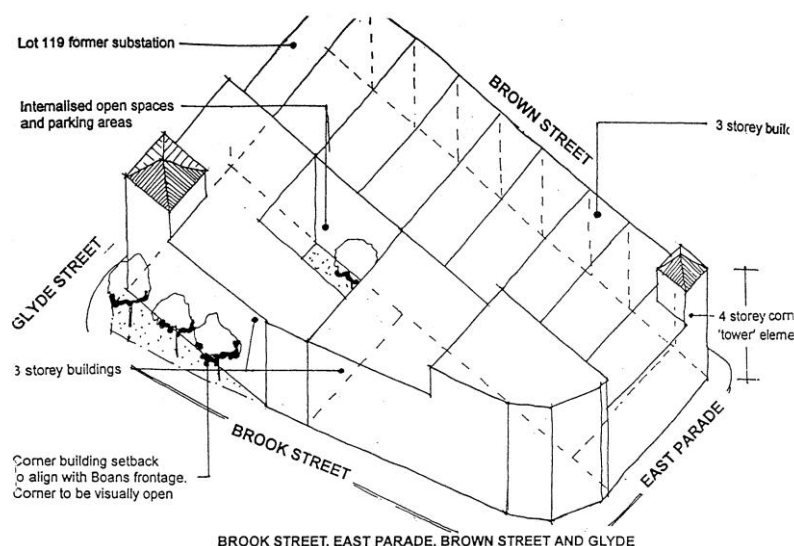 Lot 119 former substation
Internalised open spaces
and parking areas
BROWN STREET
3 storey
GLYDE STREET
4 storey
'tower'
3 storey buildings
BROOK STREET
EAST PARADE
Corner building setback
to align with Boans frontage.
Corner to be visually open
BROOK STREET, EAST PARADE, BROWN STREET AND GLYDE